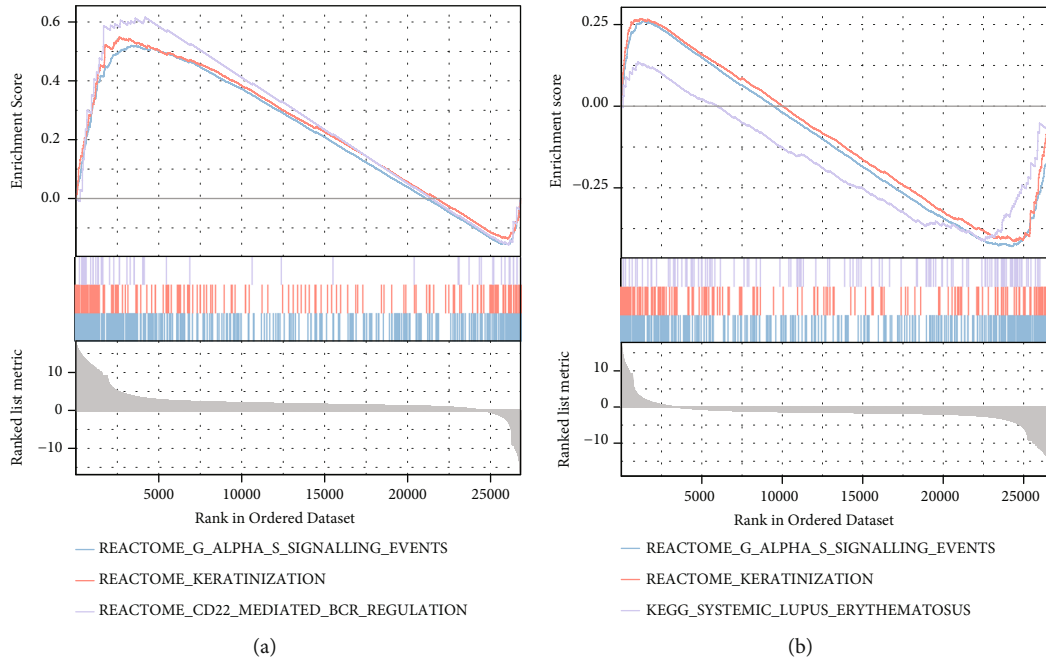 Enrichment Score
0.6
0.4
0.2
0.0
Ranked list metric
10
0
−10
5000 10000 15000 20000 25000
Rank in Ordered Dataset
REACTOME_G_ALPHA_S_SIGNALLING_EVENTS
REACTOME_KERATINIZATION
REACTOME_CD22_MEDIATED_BCR_REGULATION
(a)
Enrichment score
0.25
0.00
−0.25
Ranked list metric
10
0
−10
5000 10000 15000 20000 25000
Rank in Ordered Dataset
REACTOME_G_ALPHA_S_SIGNALLING_EVENTS
REACTOME_KERATINIZATION
KEGG_SYSTEMIC_LUPUS_ERYTHEMATOSUS
(b)